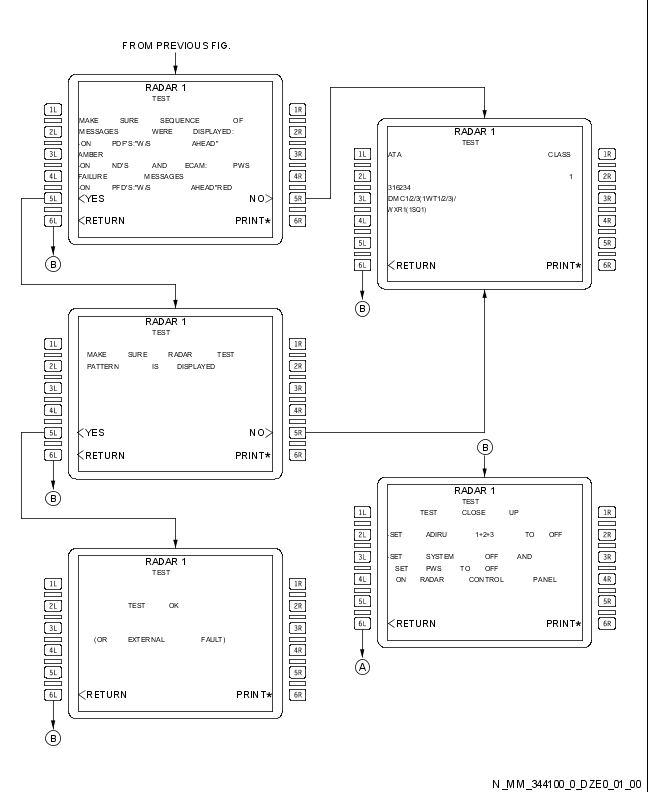 FROM PREVIOUS FIG.
RADAR 1
TEST
1L
1R
MAKE SURE SEQUENCE OF
2L
MESSAGES WERE DISPLAYED:
2R
-ON PDF'S:"W/S AHEAD"
3L
AMBER
3R
-ON ND'S AND ECAM: PWS
4L
FAILURE MESSAGES
4R
-ON PFD'S:"W/S AHEAD"RED
5L
<YES
NO>
5R
6L
<RETURN
PRINT*
6R
B
RADAR 1
TEST
1L
ATA
CLASS
1R
2L
1
2R
316234
3L
DMC1/2/3(1WT1/2/3)/
3R
WXR1(1SQ1)
4L
4R
5L
5R
6L
<RETURN
PRINT*
6R
B
RADAR 1
TEST
1L
1R
MAKE SURE RADAR TEST
2L
PATTERN IS DISPLAYED
2R
3L
3R
4L
4R
5L
<YES
NO>
5R
6L
<RETURN
PRINT*
6R
B
B
RADAR 1
TEST
1L
TEST CLOSE UP
1R
2L
-SET ADIRU 1+2+3 TO OFF
2R
3L
-SET SYSTEM OFF AND
3R
SET PWS TO OFF
4L
ON RADAR CONTROL PANEL
4R
5L
5R
6L
<RETURN
PRINT*
6R
A
RADAR 1
TEST
1L
1R
2L
TEST OK
2R
3L
3R
(OR EXTERNAL FAULT)
4L
4R
5L
5R
6L
<RETURN
PRINT*
6R
B
N_MM_344100_0_DZE0_01_00